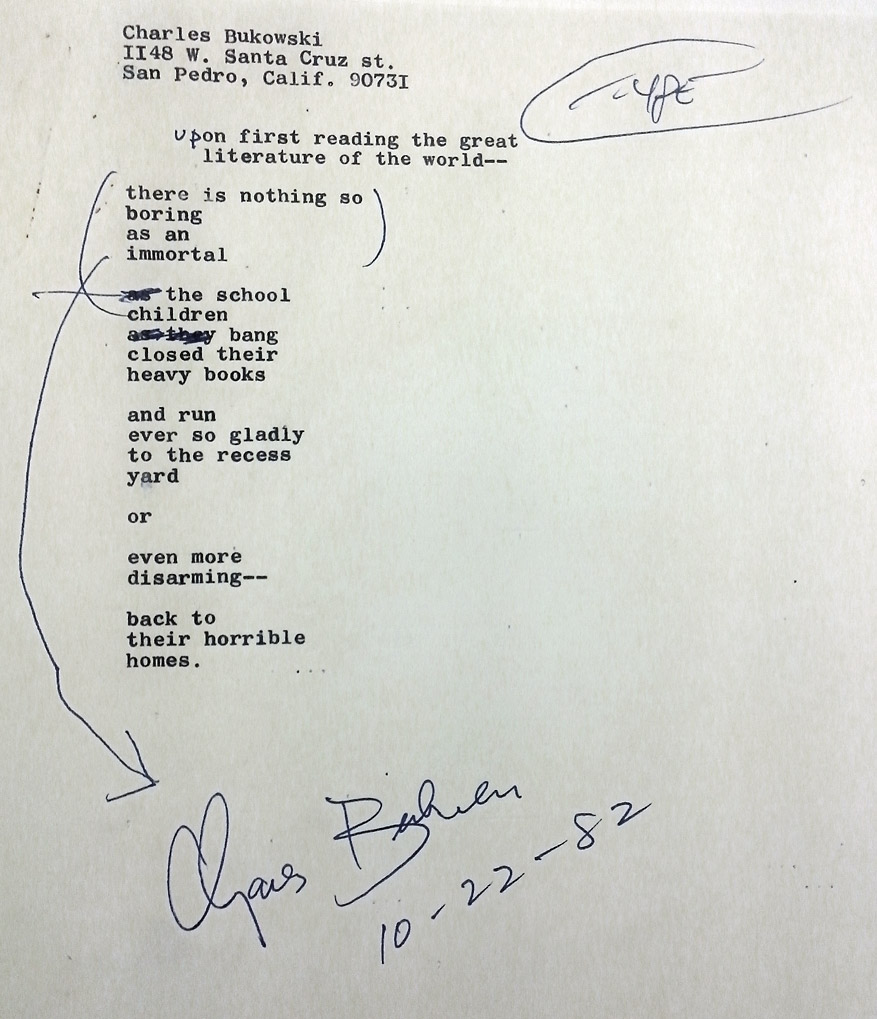 Charles Bukowski
II48 W. Santa Cruz st.
San Pedro, Calif. 9073I
TYPE
upon first reading the great
literature of the world--
there is nothing so
boring
as an
immortal
as the school
children
as they bang
closed their
heavy books
and run
ever so gladly
to the recess
yard
or
even more
disarming--
back to
their horrible
homes.
Charles Bukowski
10-22-82